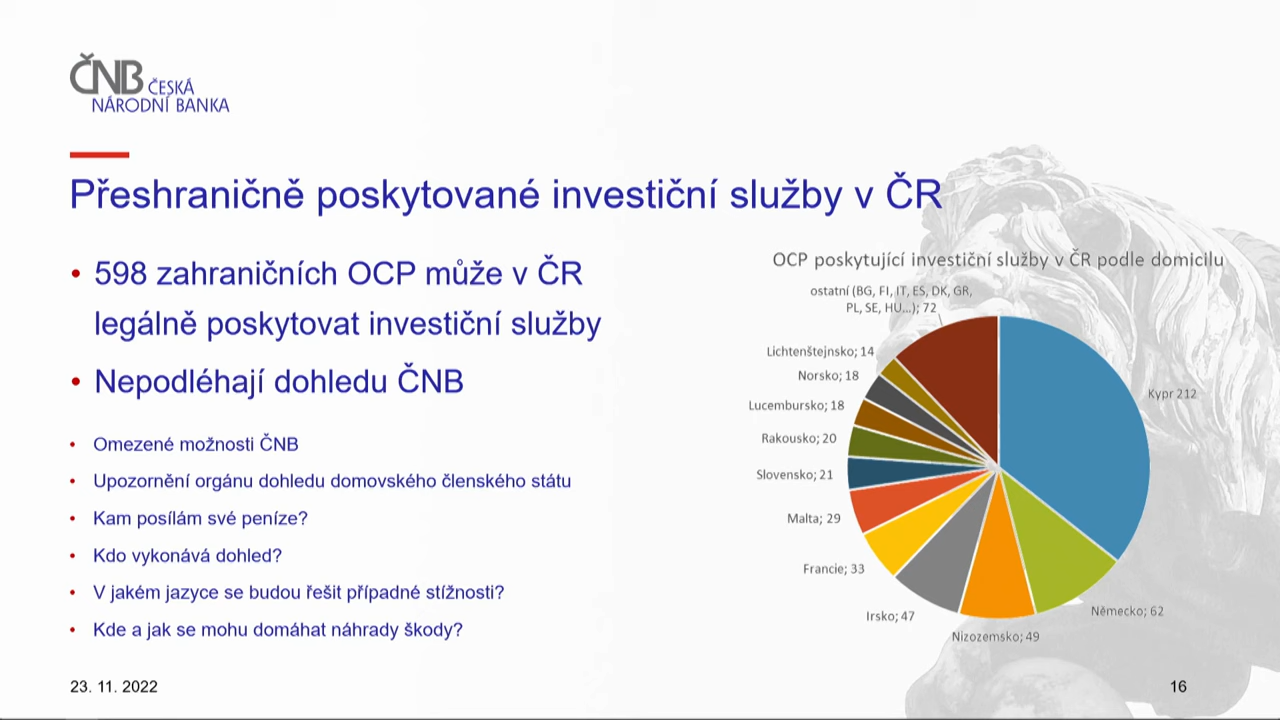 ČNB ČESKÁ
NÁRODNÍ BANKA
Přeshraničně poskytované investiční služby v ČR
• 598 zahraničních OCP může v ČR
legálně poskytovat investiční služby
• Nepodléhají dohledu ČNB
• Omezené možnosti ČNB
• Upozornění orgánu dohledu domovského členského státu
• Kam posílám své peníze?
• Kdo vykonává dohled?
• V jakém jazyce se budou řešit případné stížnosti?
• Kde a jak se mohu domáhat náhrady škody?
OCP poskytující investiční služby v ČR podle domicilu
ostatní (BG, FI, IT, ES, DK, GR,
PL, SE, HU...); 72
Lichtenštejnsko; 14
Norsko; 18
Lucembursko; 18
Rakousko; 20
Slovensko; 21
Malta; 29
Francie; 33
Irsko; 47
Nizozemsko; 49
Německo; 62
Kypr 212
23. 11. 2022
16